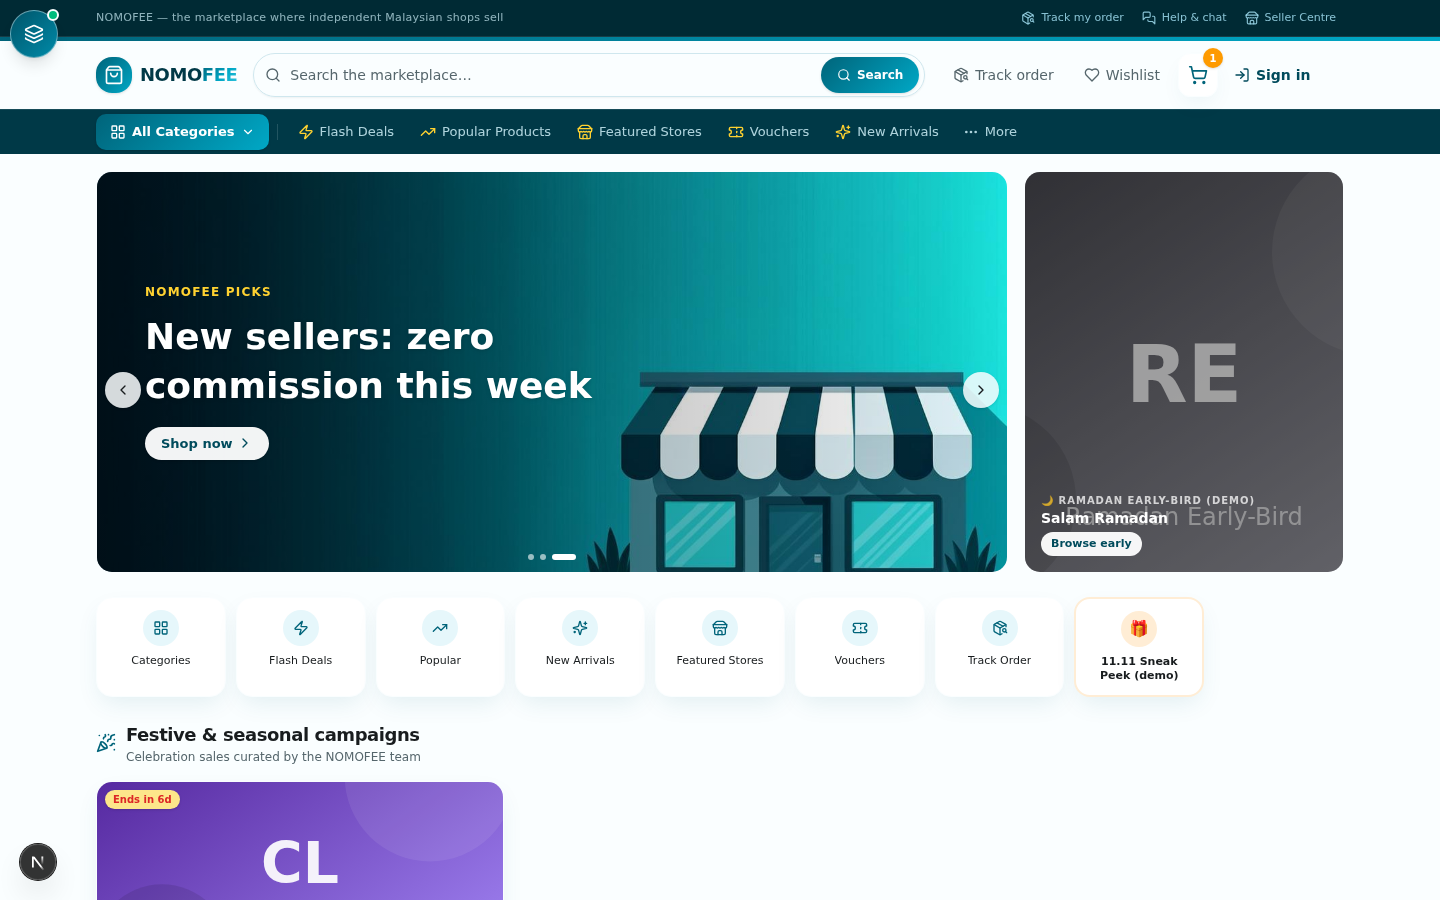 NOMOFEE — the marketplace where independent Malaysian shops sell
Track my order
Help & chat
Seller Centre
NOMOFEE
Search the marketplace...
Search
Track order
Wishlist
1
Sign in
All Categories
Flash Deals
Popular Products
Featured Stores
Vouchers
New Arrivals
More
NOMOFEE PICKS
New sellers: zero
commission this week
Shop now
RE
🌙 RAMADAN EARLY-BIRD (DEMO)
Ramadan Early-Bird
Salam Ramadan
Browse early
Categories
Flash Deals
Popular
New Arrivals
Featured Stores
Vouchers
Track Order
11.11 Sneak
Peek (demo)
Festive & seasonal campaigns
Celebration sales curated by the NOMOFEE team
Ends in 6d
CL
N